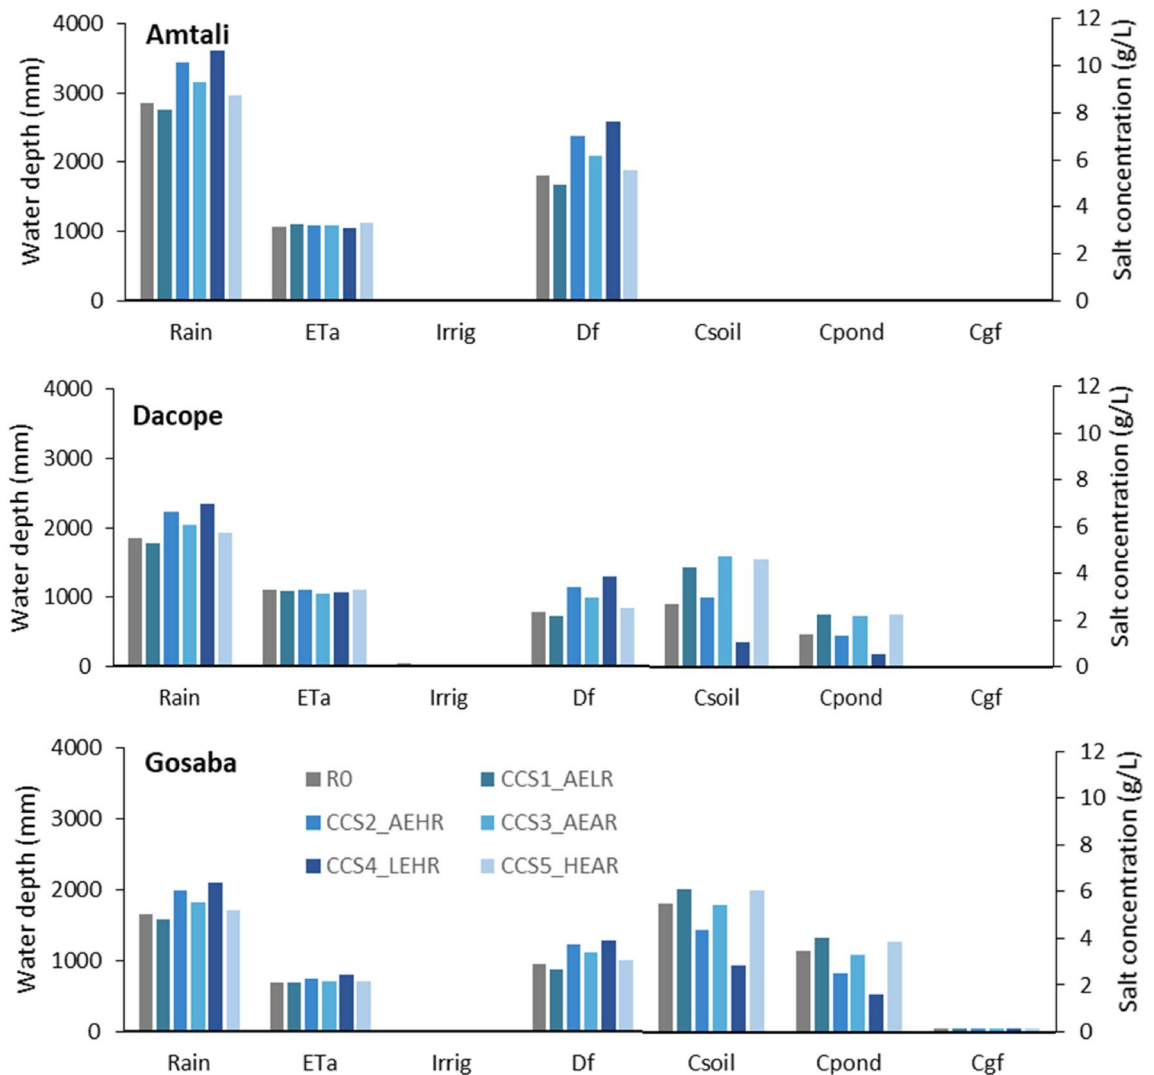 Amtali
Water depth (mm)
4000
3000
2000
1000
0
Salt concentration (g/L)
12
10
8
6
4
2
0
Rain ETa Irrig Df Csoil Cpond Cgf
Dacope
Water depth (mm)
4000
3000
2000
1000
0
Salt concentration (g/L)
12
10
8
6
4
2
0
Rain ETa Irrig Df Csoil Cpond Cgf
Gosaba
Water depth (mm)
4000
3000
2000
1000
0
R0 CCS1_AELR
CCS2_AEHR CCS3_AEAR
CCS4_LEHR CCS5_HEAR
Salt concentration (g/L)
12
10
8
6
4
2
0
Rain ETa Irrig Df Csoil Cpond Cgf